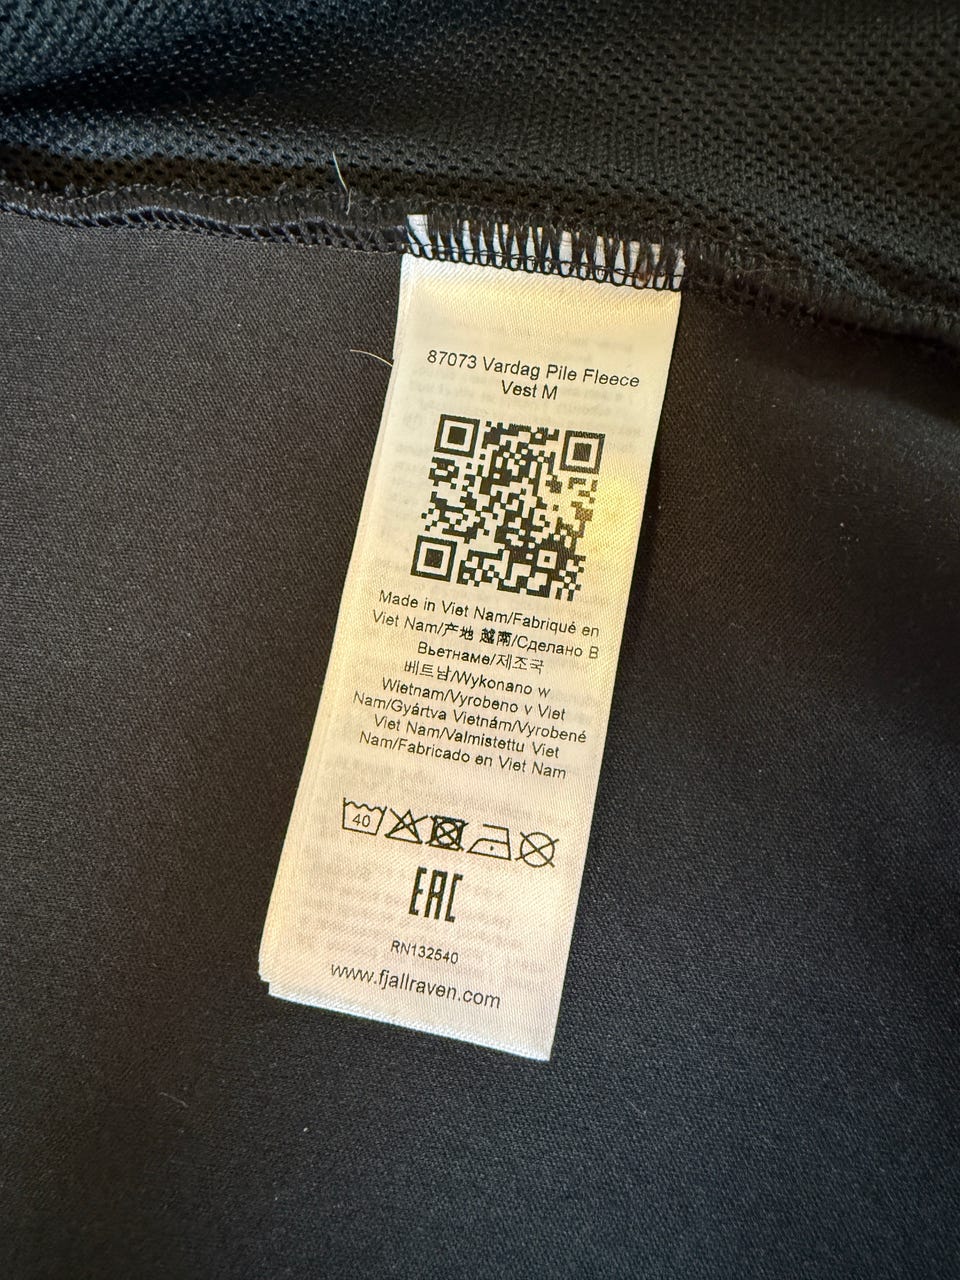 87073 Vardag Pile Fleece
Vest M
Made in Viet Nam/Fabriqué en
Viet Nam/产地 越南/Сделано В
Вьетнаме/제조국
베트남/Wykonano w
Wietnam/Vyrobeno v Viet
Nam/Gyártva Vietnám/Vyrobené
Viet Nam/Valmistettu Viet
Nam/Fabricado en Viet Nam
40
EAC
RN132540
www.fjallraven.com